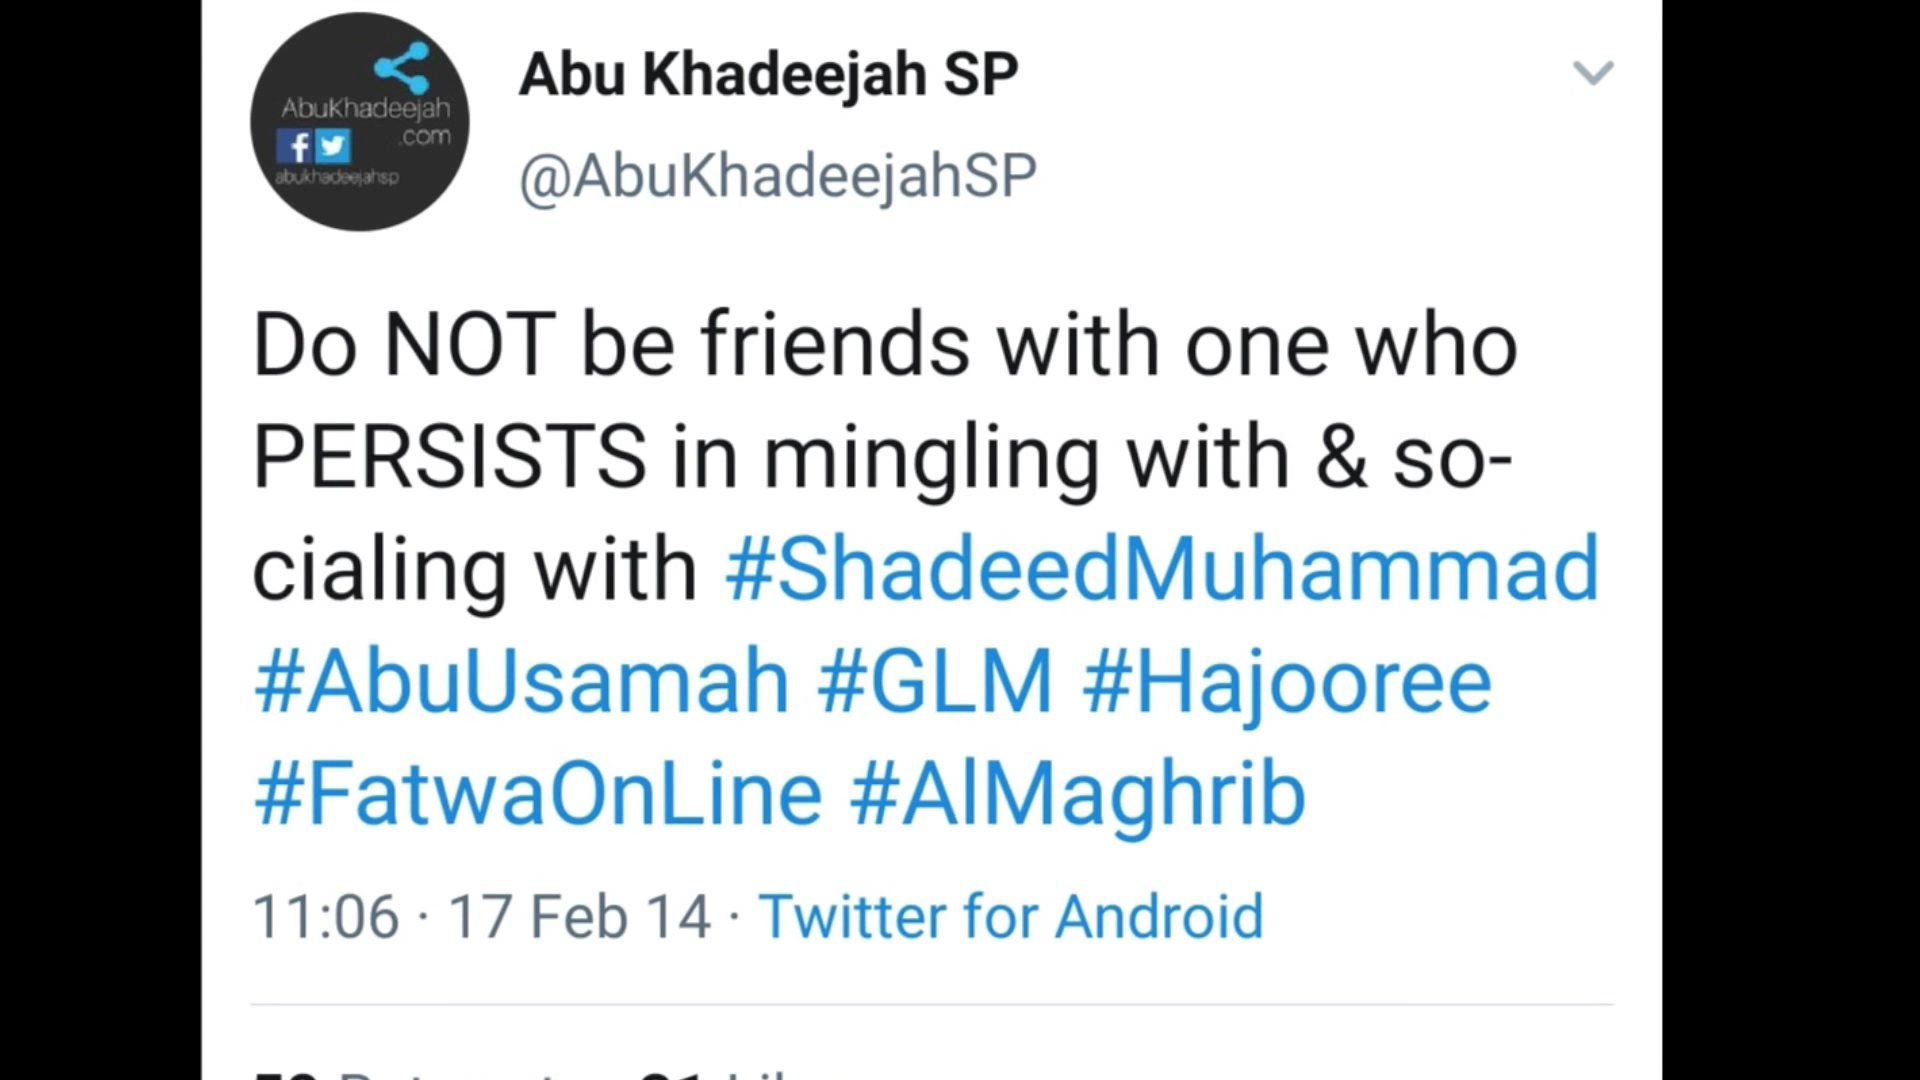 AbuKhadeejah
.com
abukhadeejahsp
Abu Khadeejah SP
@AbuKhadeejahSP
Do NOT be friends with one who
PERSISTS in mingling with & so-
cialing with #ShadeedMuhammad
#AbuUsamah #GLM #Hajooree
#FatwaOnLine #AlMaghrib
11:06 · 17 Feb 14 · Twitter for Android